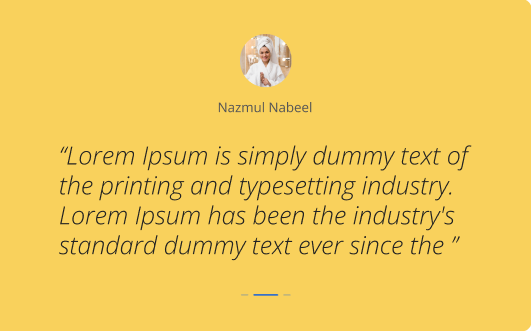 Nazmul Nabeel
“Lorem Ipsum is simply dummy text of
the printing and typesetting industry.
Lorem Ipsum has been the industry's
standard dummy text ever since the ”